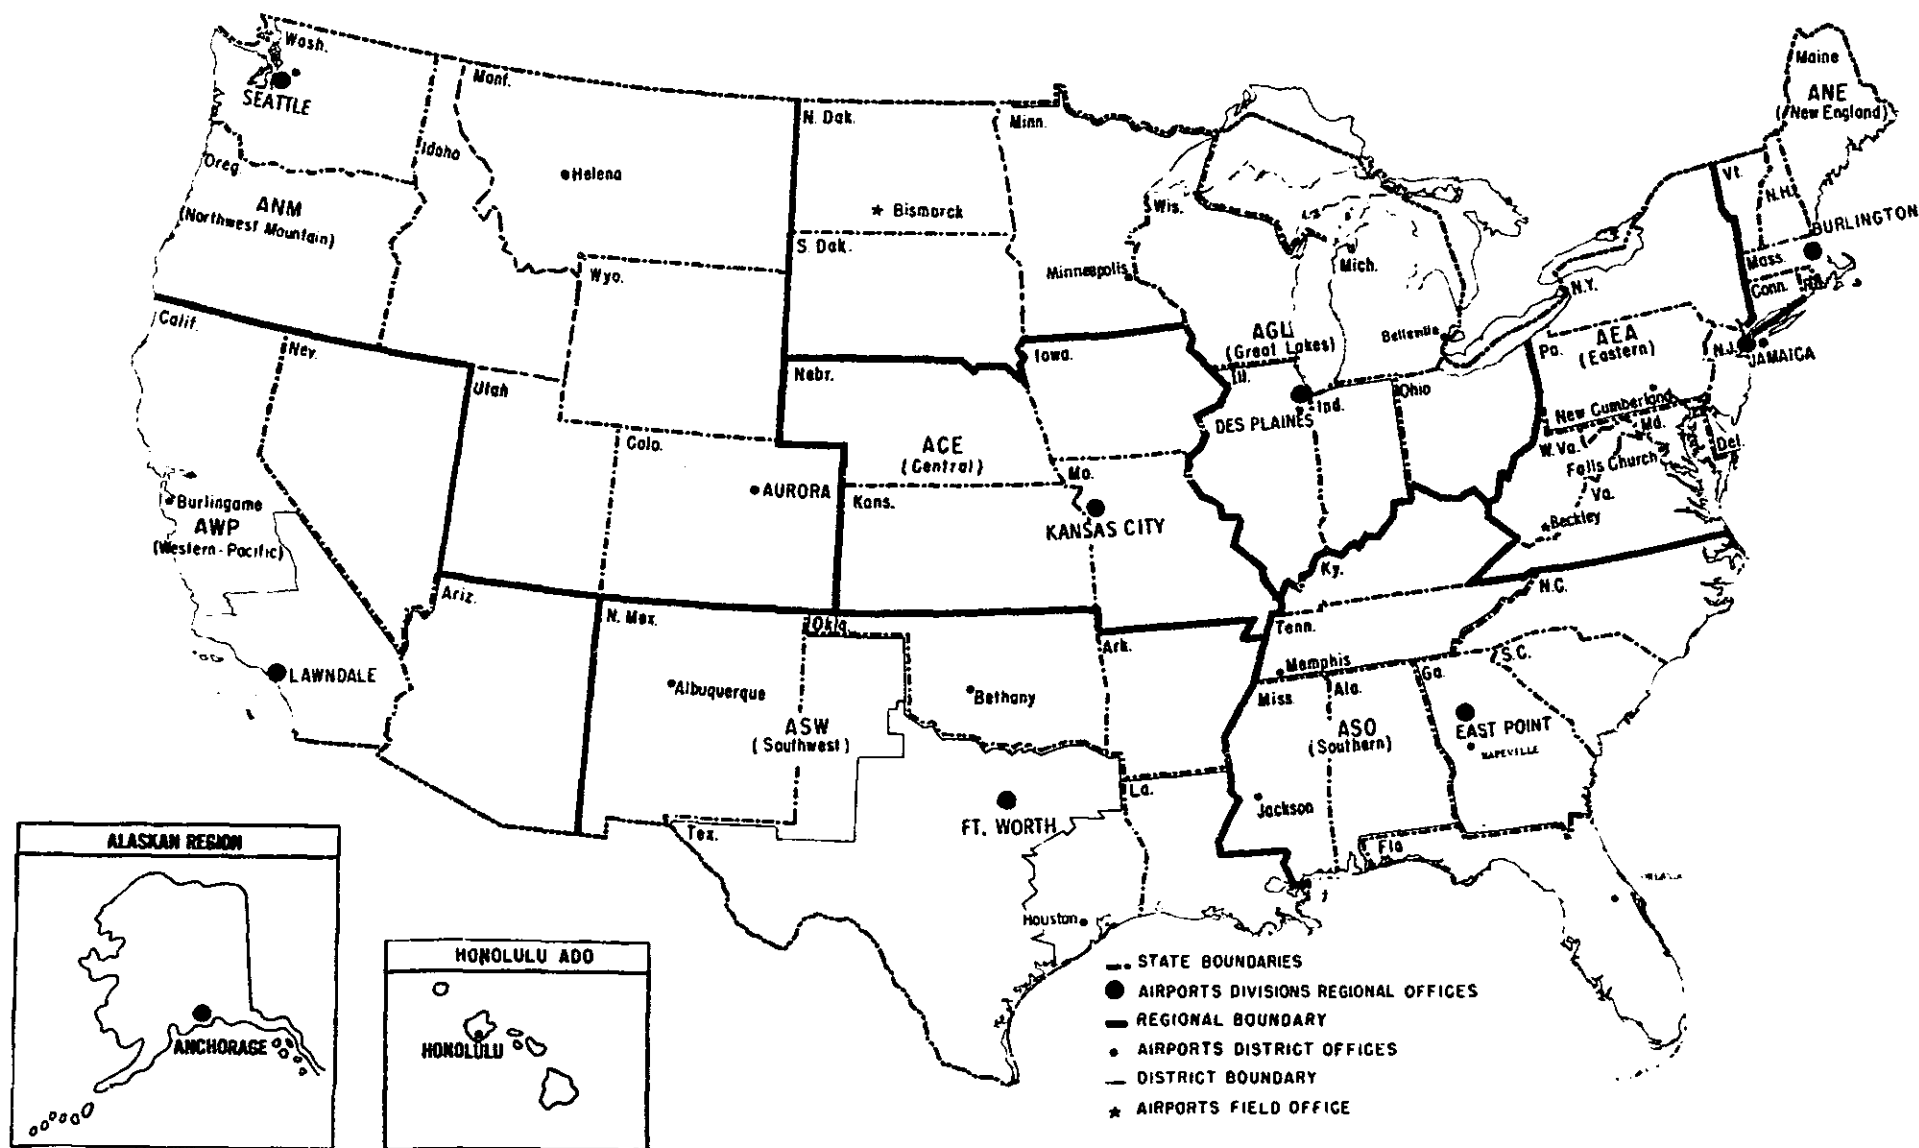 Wash.
SEATTLE
Mont.
Idaho
Oreg.
Helena
ANM
(Northwest Mountain)
Wyo.
N. Dak.
★ Bismarck
S. Dak.
Minn.
Minneapolis
Wis.
Mich.
AGL
(Great Lakes)
Belleville
Maine
ANE
(New England)
Vt.
N.H.
BURLINGTON
Mass.
Conn.
R.I.
N.Y.
AEA
(Eastern)
Pa.
N.J.
JAMAICA
New Cumberland
Md.
Del.
W. Va.
Falls Church
Va.
Beckley
Calif.
Nev.
Utah
Colo.
AURORA
Burlingame
AWP
(Western-Pacific)
Ariz.
LAWNDALE
Nebr.
Iowa.
ACE
(Central)
Kans.
Mo.
KANSAS CITY
Ill.
DES PLAINES
Ind.
Ohio
Ky.
N. Mex.
Albuquerque
Okla.
Bethany
ASW
(Southwest)
Tex.
FT. WORTH
Houston
Ark.
La.
Tenn.
Memphis
Miss
Ala.
Ga.
N.C.
S.C.
ASO
(Southern)
EAST POINT
HAPEVILLE
Jackson
Fla
ALASKAN REGION
ANCHORAGE
HONOLULU ADO
HONOLULU
STATE BOUNDARIES
AIRPORTS DIVISIONS REGIONAL OFFICES
REGIONAL BOUNDARY
AIRPORTS DISTRICT OFFICES
DISTRICT BOUNDARY
★ AIRPORTS FIELD OFFICE